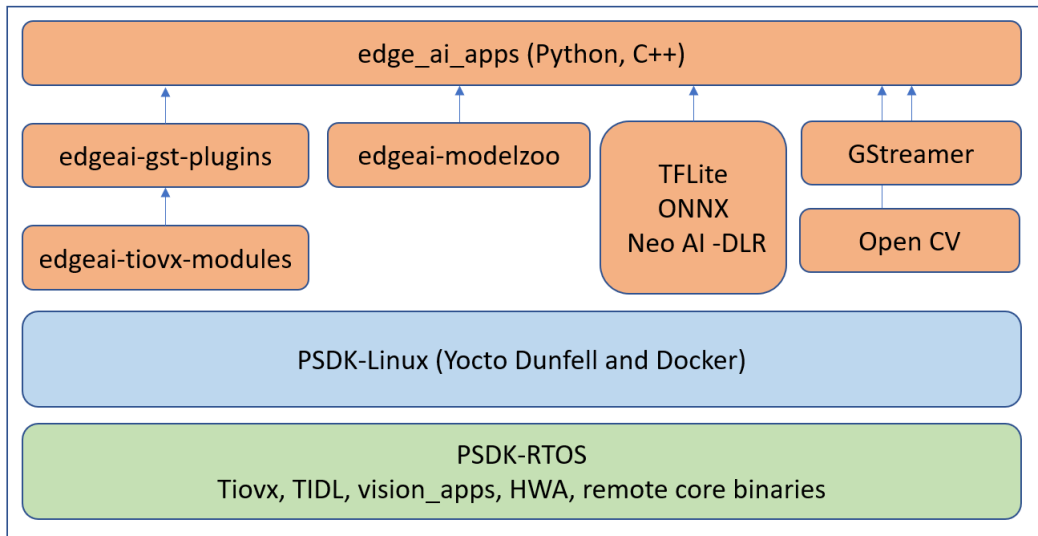 edge_ai_apps (Python, C++)
edgeai-gst-plugins
edgeai-modelzoo
TFLite
ONNX
Neo AI -DLR
GStreamer
edgeai-tiovx-modules
Open CV
PSDK-Linux (Yocto Dunfell and Docker)
PSDK-RTOS
Tiovx, TIDL, vision_apps, HWA, remote core binaries